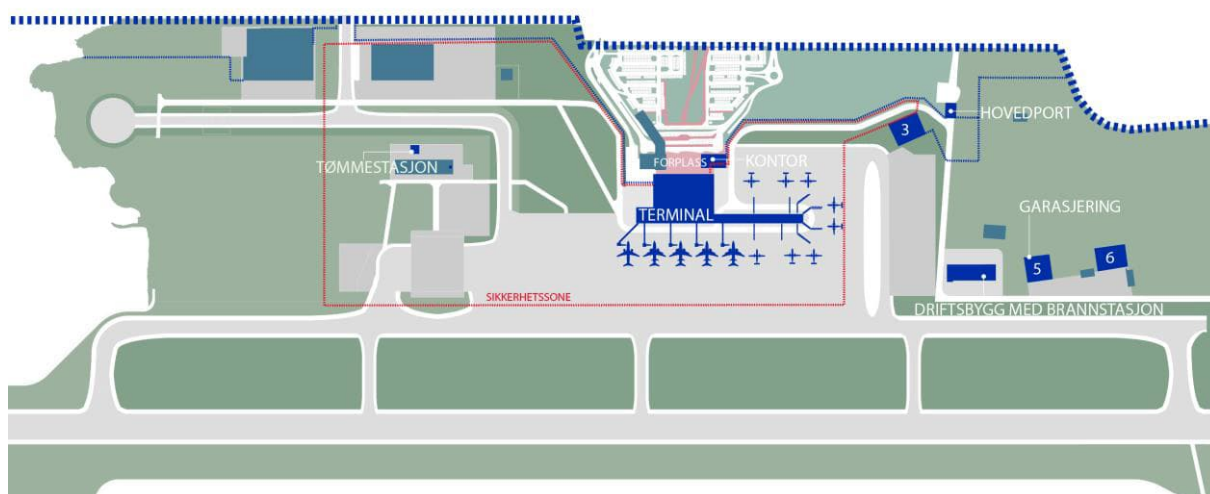 HOVEDPORT
3
TØMMESTASJON
FORPLASS
KONTOR
TERMINAL
GARASJERING
5
6
SIKKERHETSSONE
DRIFTSBYGG MED BRANNSTASJON